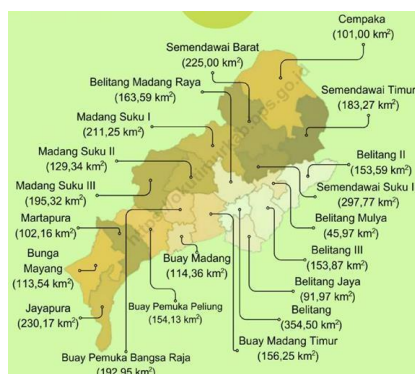 Cempaka
(101,00 km²)
Semendawai Barat
(225,00 km²)
Belitang Madang Raya
(163,59 km²)
Semendawai Timur
(183,27 km²)
Madang Suku I
(211,25 km²)
Madang Suku II
(129,34 km²)
Belitang II
(153,59 km²)
Madang Suku III
(195,32 km²)
Semendawai Suku I
(297,77 km²)
Martapura
(102,16 km²)
Belitang Mulya
(45,97 km²)
Bunga
Mayang
(113,54 km²)
Buay Madang
(114,36 km²)
Belitang III
(153,87 km²)
Jayapura
(230,17 km²)
Buay Pemuka Peliung
(154,13 km²)
Belitang Jaya
(91,97 km²)
Belitang
(354,50 km²)
Buay Pemuka Bangsa Raja
(192,95 km²)
Buay Madang Timur
(156,25 km²)